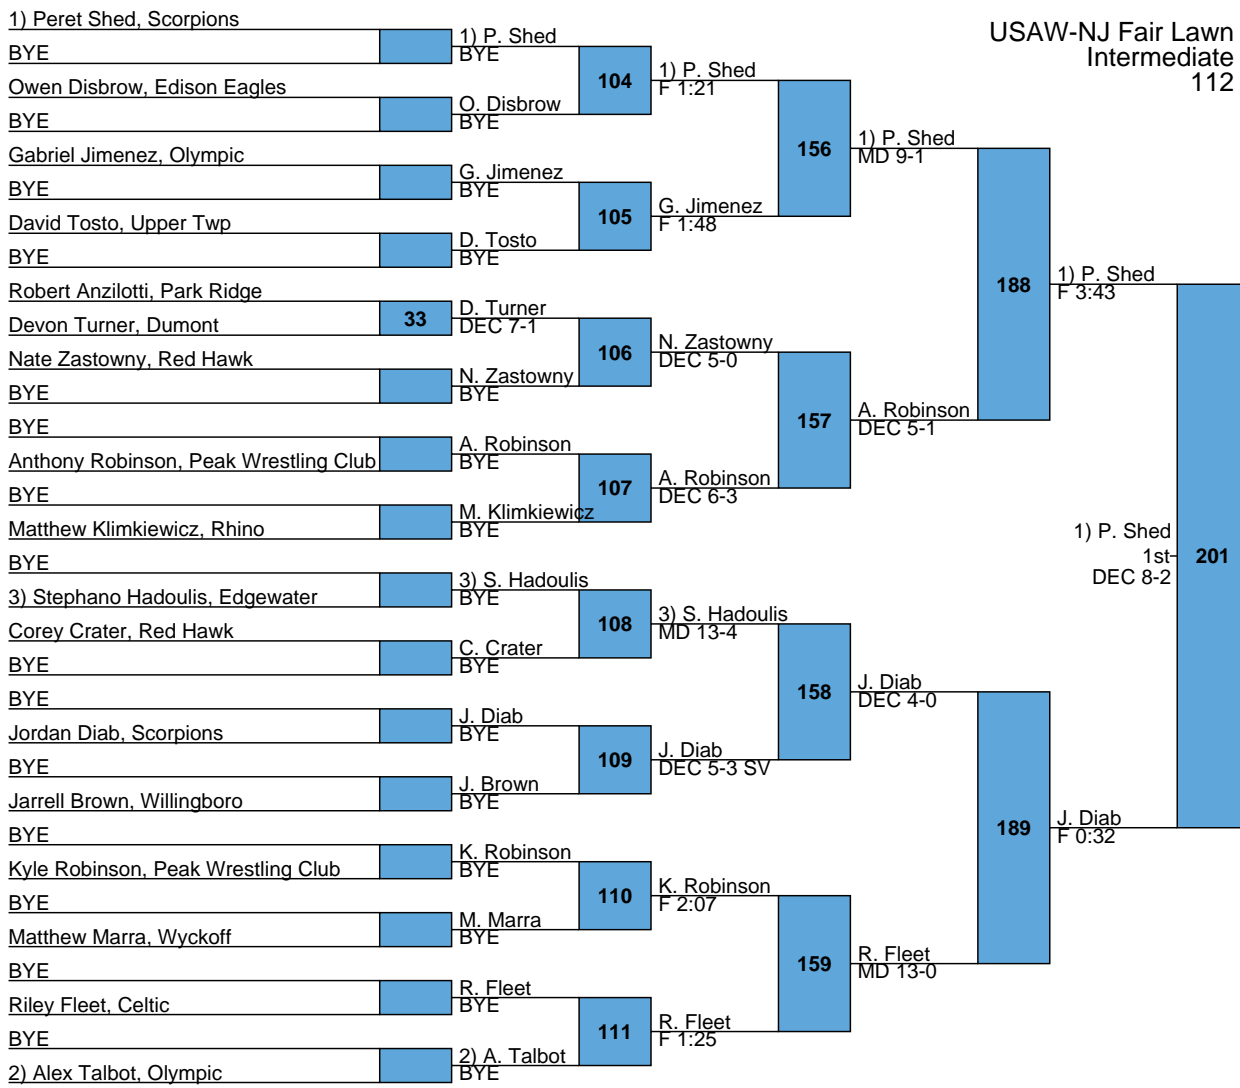 USAW-NJ Fair Lawn
Intermediate
112
1) Peret Shed, Scorpions
BYE
Owen Disbrow, Edison Eagles
BYE
Gabriel Jimenez, Olympic
BYE
David Tosto, Upper Twp
BYE
Robert Anzilotti, Park Ridge
Devon Turner, Dumont
Nate Zastowny, Red Hawk
BYE
BYE
Anthony Robinson, Peak Wrestling Club
BYE
Matthew Klimkiewicz, Rhino
BYE
3) Stephano Hadoulis, Edgewater
Corey Crater, Red Hawk
BYE
BYE
Jordan Diab, Scorpions
BYE
Jarrell Brown, Willingboro
BYE
Kyle Robinson, Peak Wrestling Club
BYE
Matthew Marra, Wyckoff
BYE
Riley Fleet, Celtic
BYE
2) Alex Talbot, Olympic
33
1) P. Shed
BYE
O. Disbrow
BYE
G. Jimenez
BYE
D. Tosto
BYE
D. Turner
DEC 7-1
N. Zastowny
BYE
A. Robinson
BYE
M. Klimkiewicz
BYE
3) S. Hadoulis
BYE
C. Crater
BYE
J. Diab
BYE
J. Brown
BYE
K. Robinson
BYE
M. Marra
BYE
R. Fleet
BYE
2) A. Talbot
BYE
104
105
106
107
108
109
110
111
1) P. Shed
F 1:21
G. Jimenez
F 1:48
N. Zastowny
DEC 5-0
A. Robinson
DEC 6-3
3) S. Hadoulis
MD 13-4
J. Diab
DEC 5-3 SV
K. Robinson
F 2:07
R. Fleet
F 1:25
156
157
158
159
1) P. Shed
MD 9-1
A. Robinson
DEC 5-1
J. Diab
DEC 4-0
R. Fleet
MD 13-0
188
189
1) P. Shed
F 3:43
J. Diab
F 0:32
201
1) P. Shed
1st
DEC 8-2